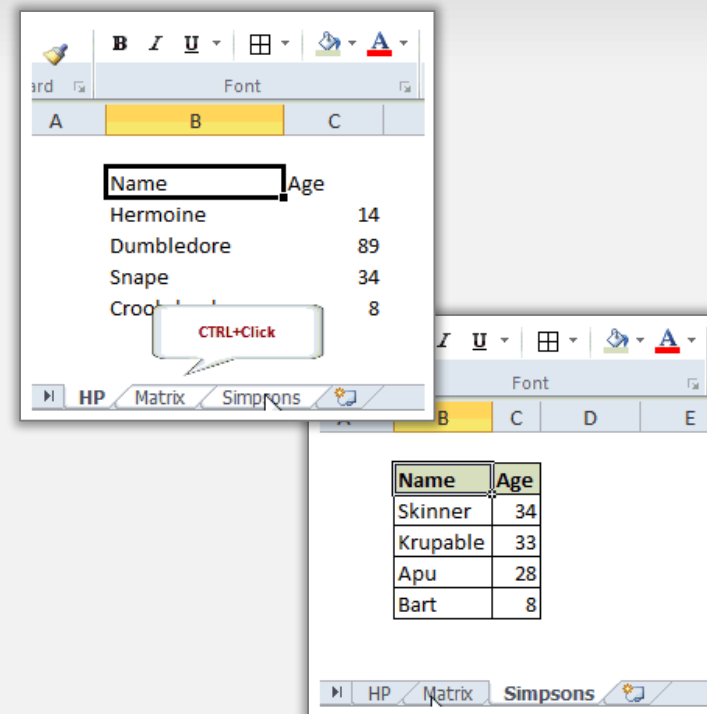 B I U A
ard Font
A B C
Name Age
Hermoine 14
Dumbledore 89
Snape 34
8
CTRL+Click
HP Matrix Simpsons
I U A
Font
B C D E
Name Age
Skinner 34
Krupable 33
Apu 28
Bart 8
HP Matrix Simpsons